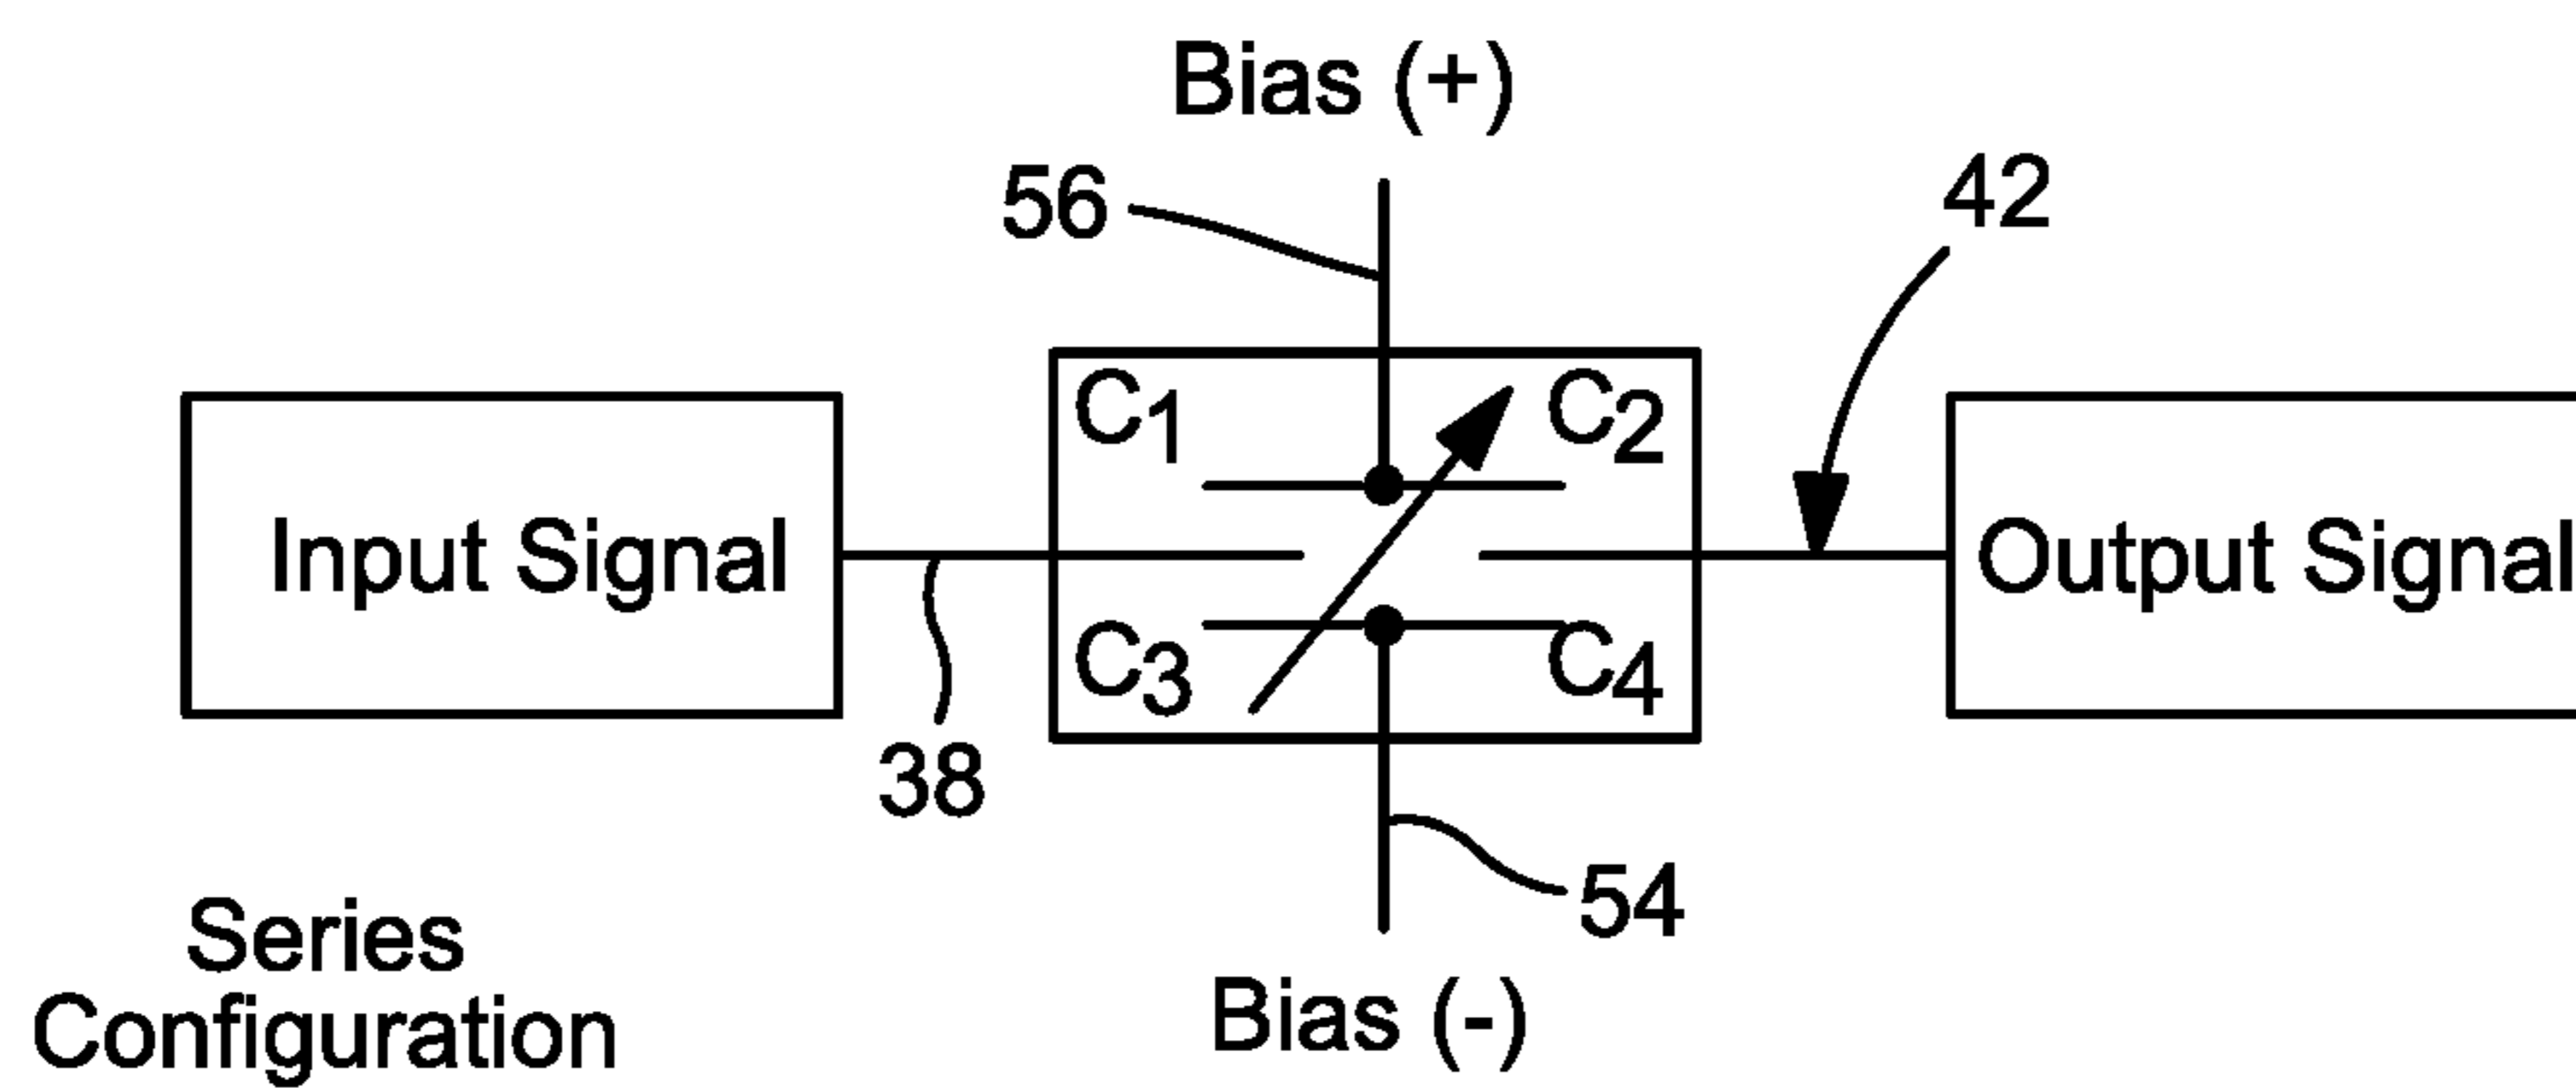 Bias (+)
56
42
C1
C2
Input Signal
Output Signal
C3
C4
38
54
Series
Configuration
Bias (-)